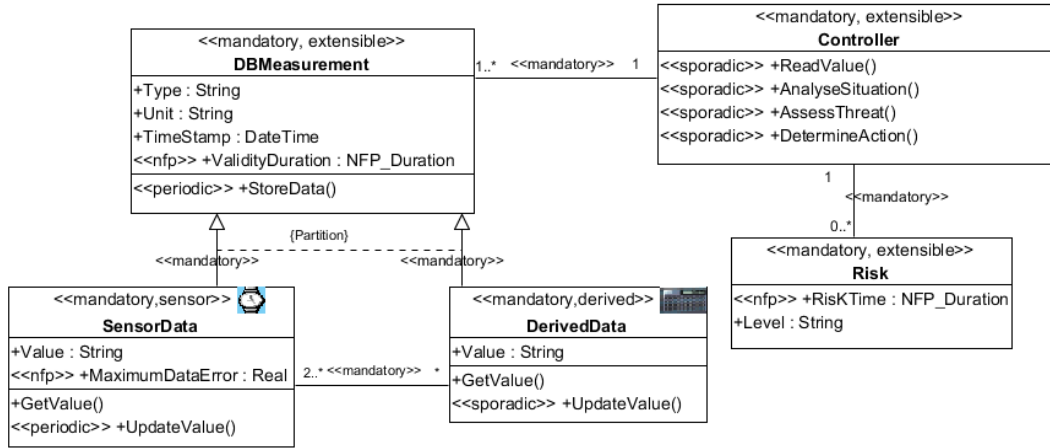 <<mandatory, extensible>>
DBMeasurement
+Type : String
+Unit : String
+TimeStamp : DateTime
<<nfp>> +ValidityDuration : NFP_Duration
<<periodic>> +StoreData()
1..* <<mandatory>> 1
<<mandatory, extensible>>
Controller
<<sporadic>> +ReadValue()
<<sporadic>> +AnalyseSituation()
<<sporadic>> +AssessThreat()
<<sporadic>> +DetermineAction()
1
<<mandatory>>
0..*
{Partition}
<<mandatory>>
<<mandatory>>
<<mandatory, extensible>>
Risk
<<nfp>> +RisKTime : NFP_Duration
+Level : String
<<mandatory,sensor>>
SensorData
+Value : String
<<nfp>> +MaximumDataError : Real
+GetValue()
<<periodic>> +UpdateValue()
2..* <<mandatory>> *
<<mandatory,derived>>
DerivedData
+Value : String
+GetValue()
<<sporadic>> +UpdateValue()